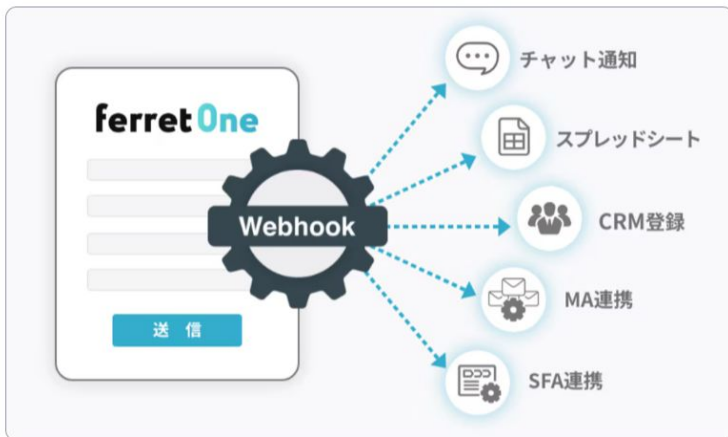 ferret One
Webhook
送 信
チャット通知
スプレッドシート
CRM登録
MA連携
SFA連携